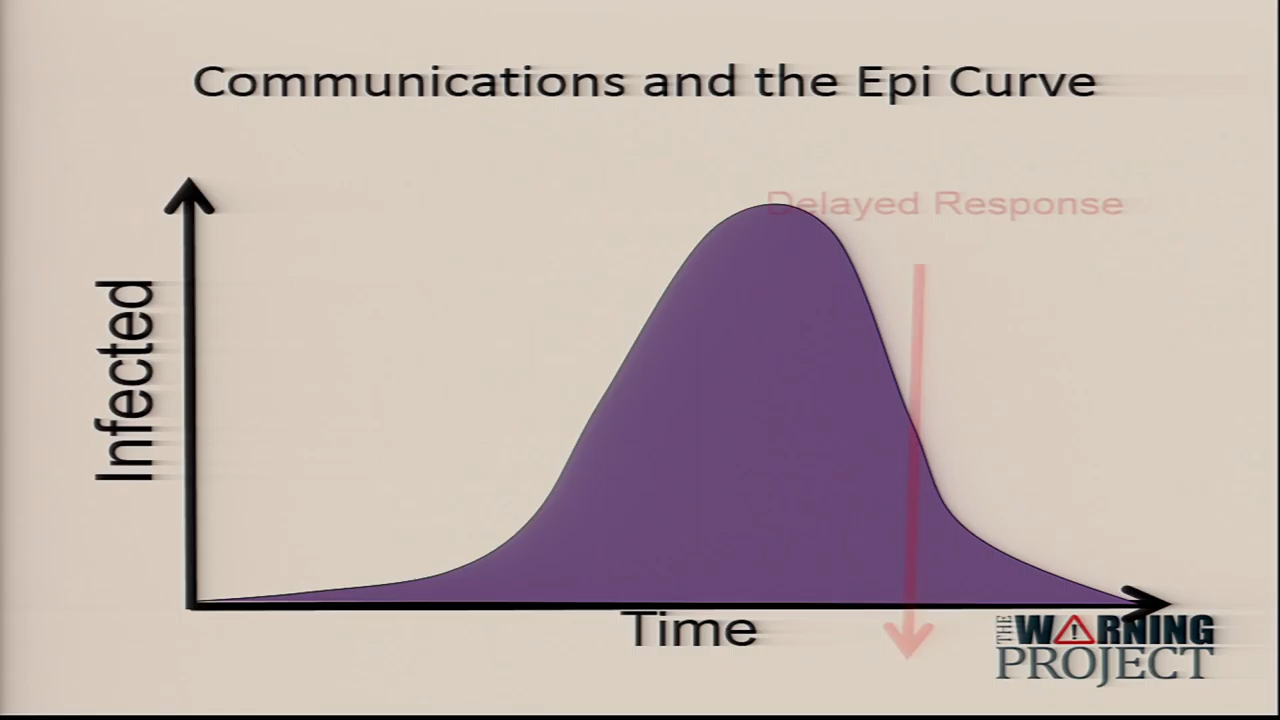 Communications and the Epi Curve
Delayed Response
Infected
Time
THE WARNING
PROJECT